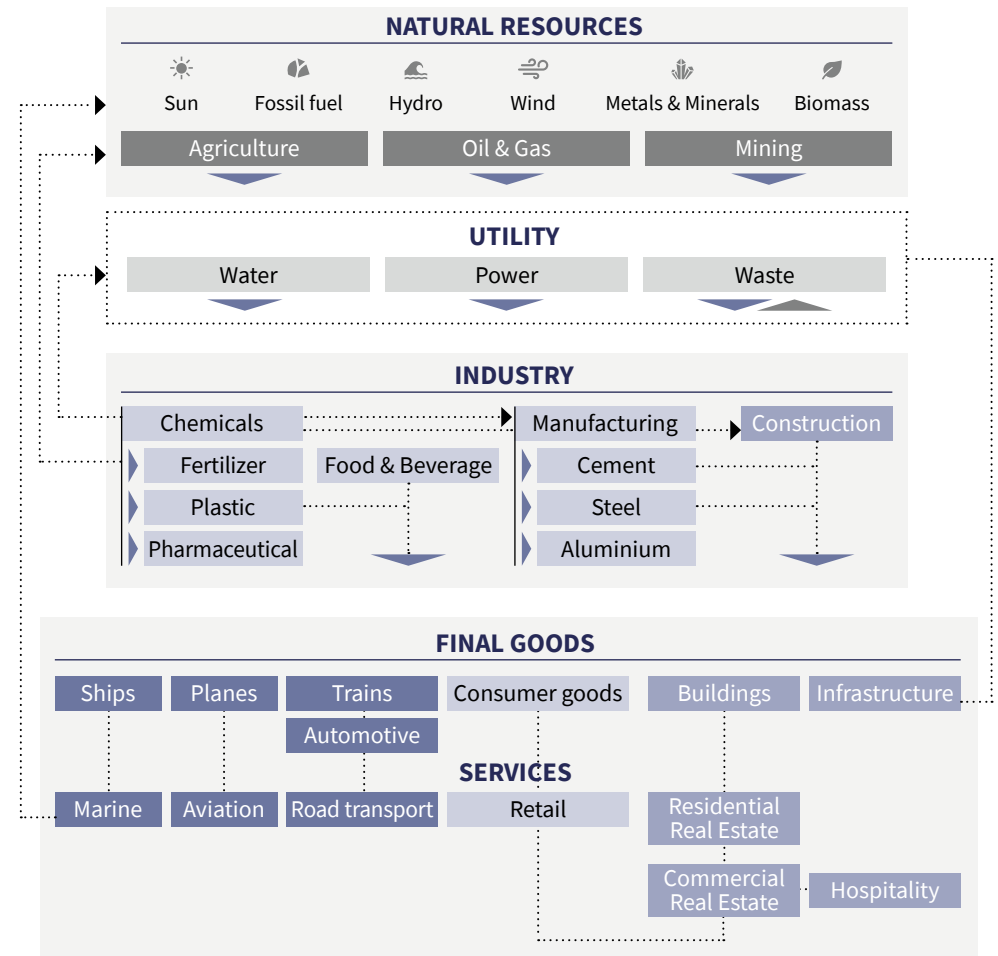 NATURAL RESOURCES
Sun Fossil fuel Hydro Wind Metals & Minerals Biomass
Agriculture Oil & Gas Mining
UTILITY
Water Power Waste
INDUSTRY
Chemicals Manufacturing Construction
Fertilizer Food & Beverage Cement
Plastic Steel
Pharmaceutical Aluminium
FINAL GOODS
Ships Planes Trains Consumer goods Buildings Infrastructure
Automotive
SERVICES
Marine Aviation Road transport Retail Residential
Real Estate
Commercial
Real Estate Hospitality